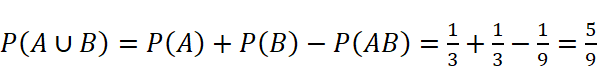 P(A ∪ B) = P(A) + P(B) − P(AB) = 1/3 + 1/3 − 1/9 = 5/9